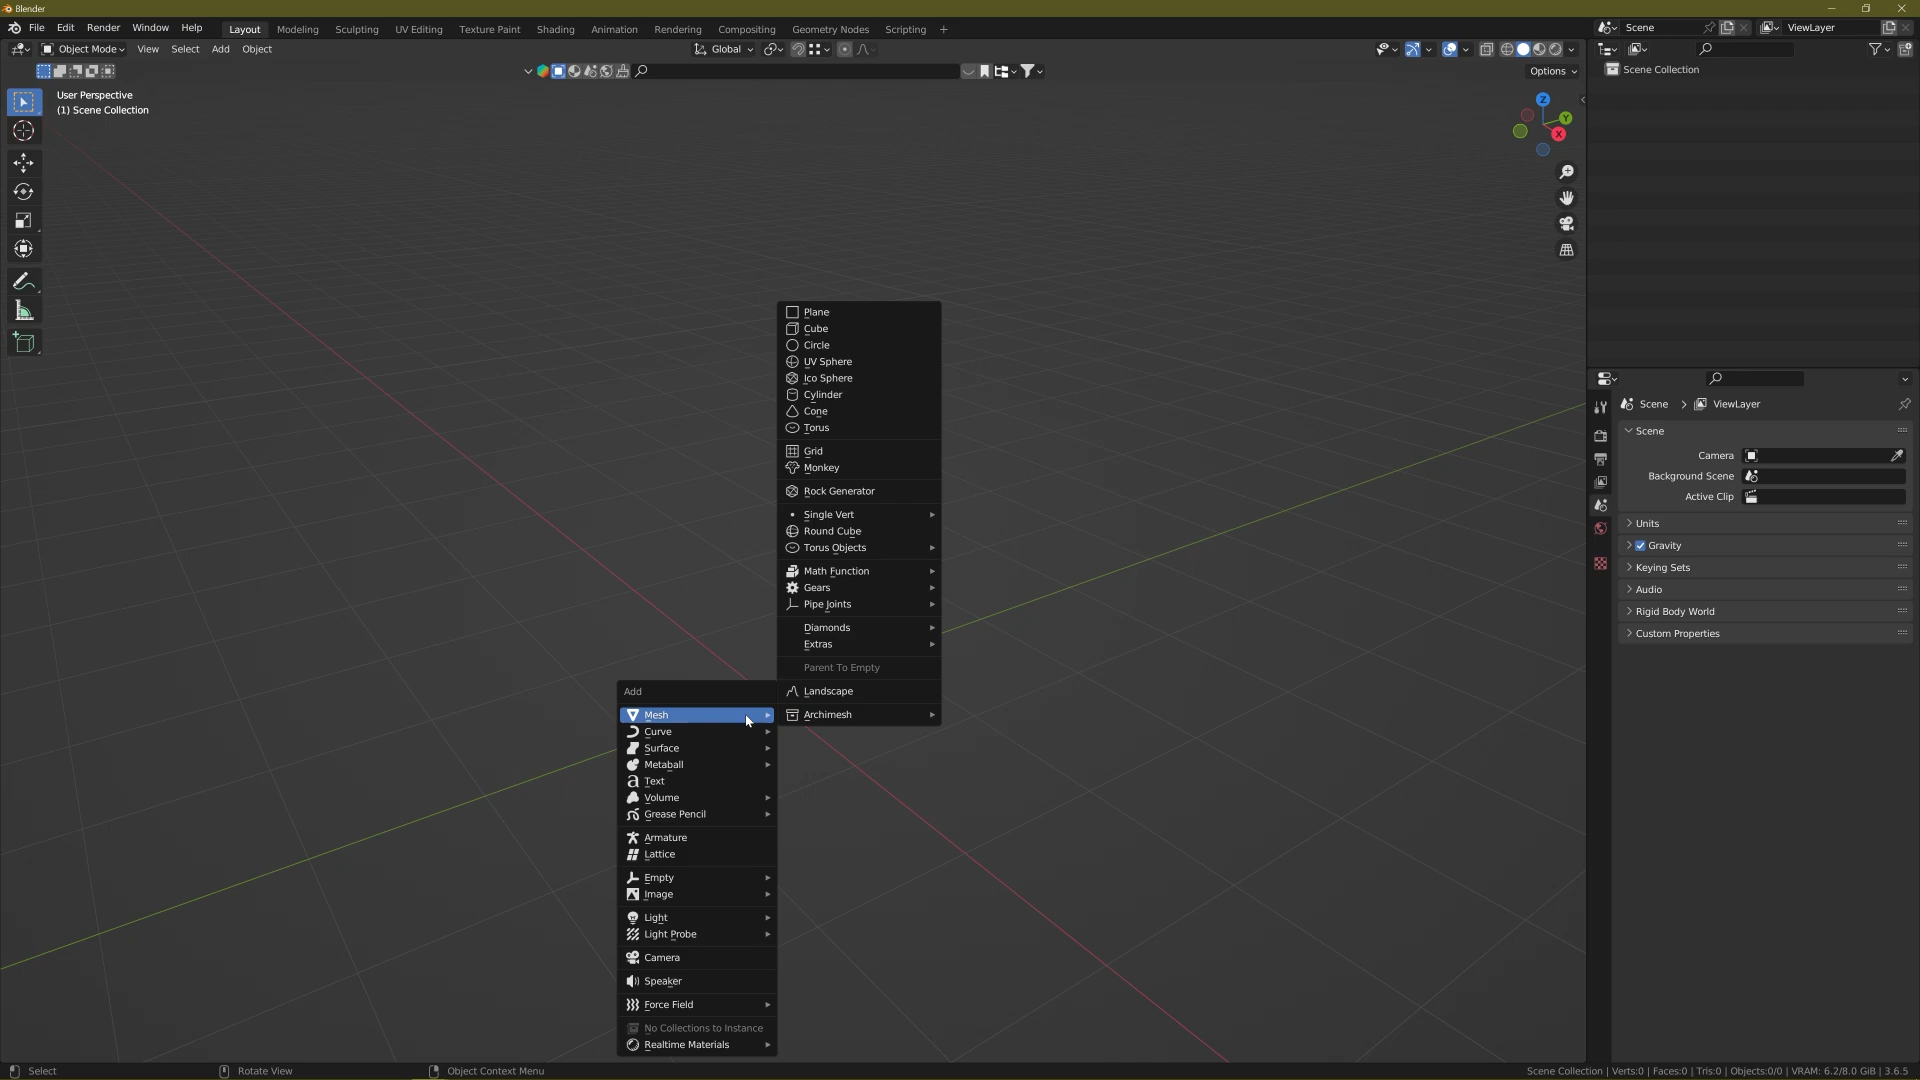 Blender
File Edit Render Window Help Layout Modeling Sculpting UV Editing Texture Paint Shading Animation Rendering Compositing Geometry Nodes Scripting + Scene ViewLayer
Object Mode View Select Add Object Global
Options
User Perspective
(1) Scene Collection
Z
Y
X
Scene Collection
Plane
Cube
Circle
UV Sphere
Ico Sphere
Cylinder
Cone
Torus
Grid
Monkey
Rock Generator
Single Vert
Round Cube
Torus Objects
Math Function
Gears
Pipe Joints
Diamonds
Extras
Parent To Empty
Landscape
Archimesh
Add
Mesh
Curve
Surface
Metaball
Text
Volume
Grease Pencil
Armature
Lattice
Empty
Image
Light
Light Probe
Camera
Speaker
Force Field
No Collections to Instance
Realtime Materials
Scene > ViewLayer
Scene
Camera
Background Scene
Active Clip
Units
Gravity
Keying Sets
Audio
Rigid Body World
Custom Properties
Select Rotate View Object Context Menu Scene Collection | Verts:0 | Faces:0 | Tris:0 | Objects:0/0 | VRAM: 6.2/8.0 GiB | 3.6.5